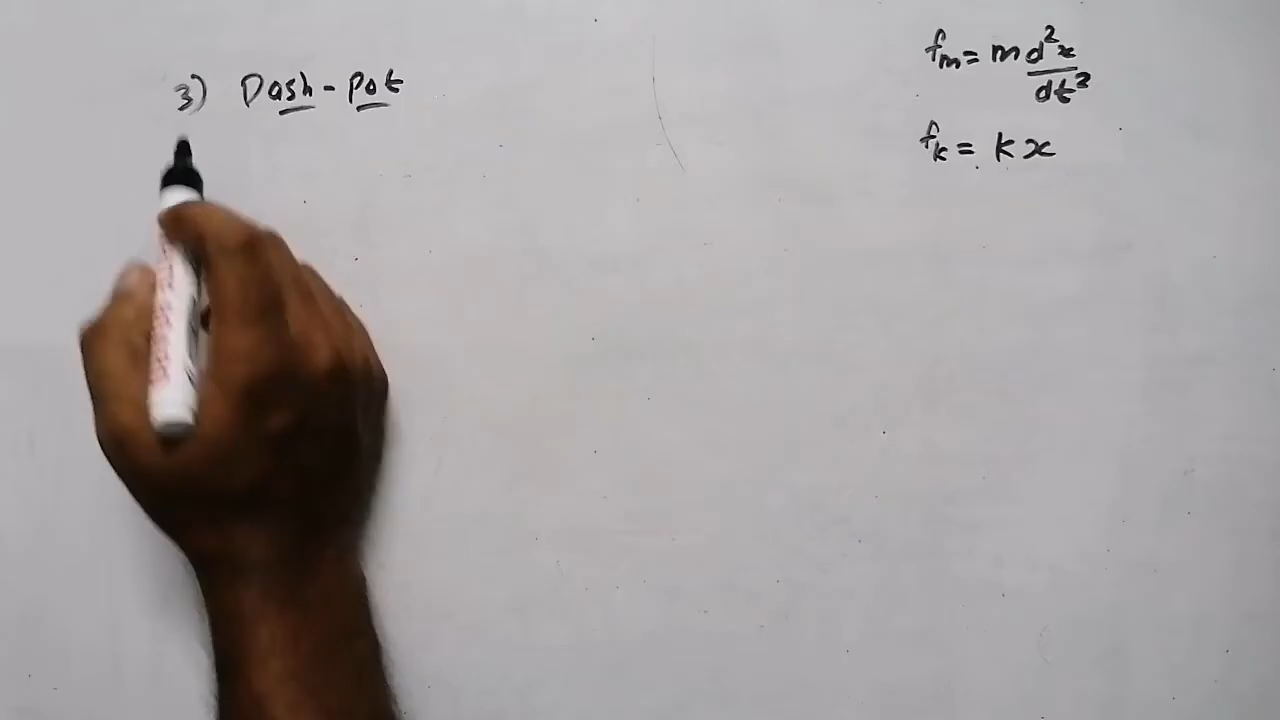 3) Dash-pot
fₘ = m d²x/dt²
fₖ = kx